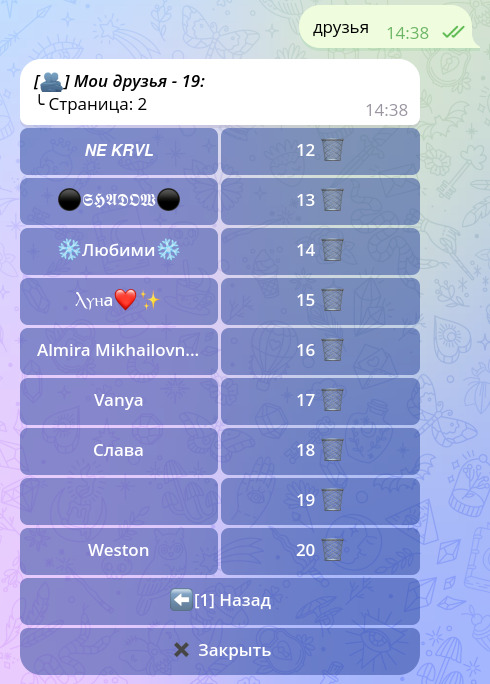 друзья
14:38
[🫂] Мои друзья - 19:
╰ Страница: 2
14:38
NE KRVL 12 🗑
⚫𝕾𝕳𝕬𝕯𝕺𝖂⚫ 13 🗑
❄️Любими❄️ 14 🗑
λγнa❤️✨ 15 🗑
Almira Mikhailovn... 16 🗑
Vanya 17 🗑
Слава 18 🗑
19 🗑
Weston 20 🗑
⬅️[1] Назад
✖️ Закрыть